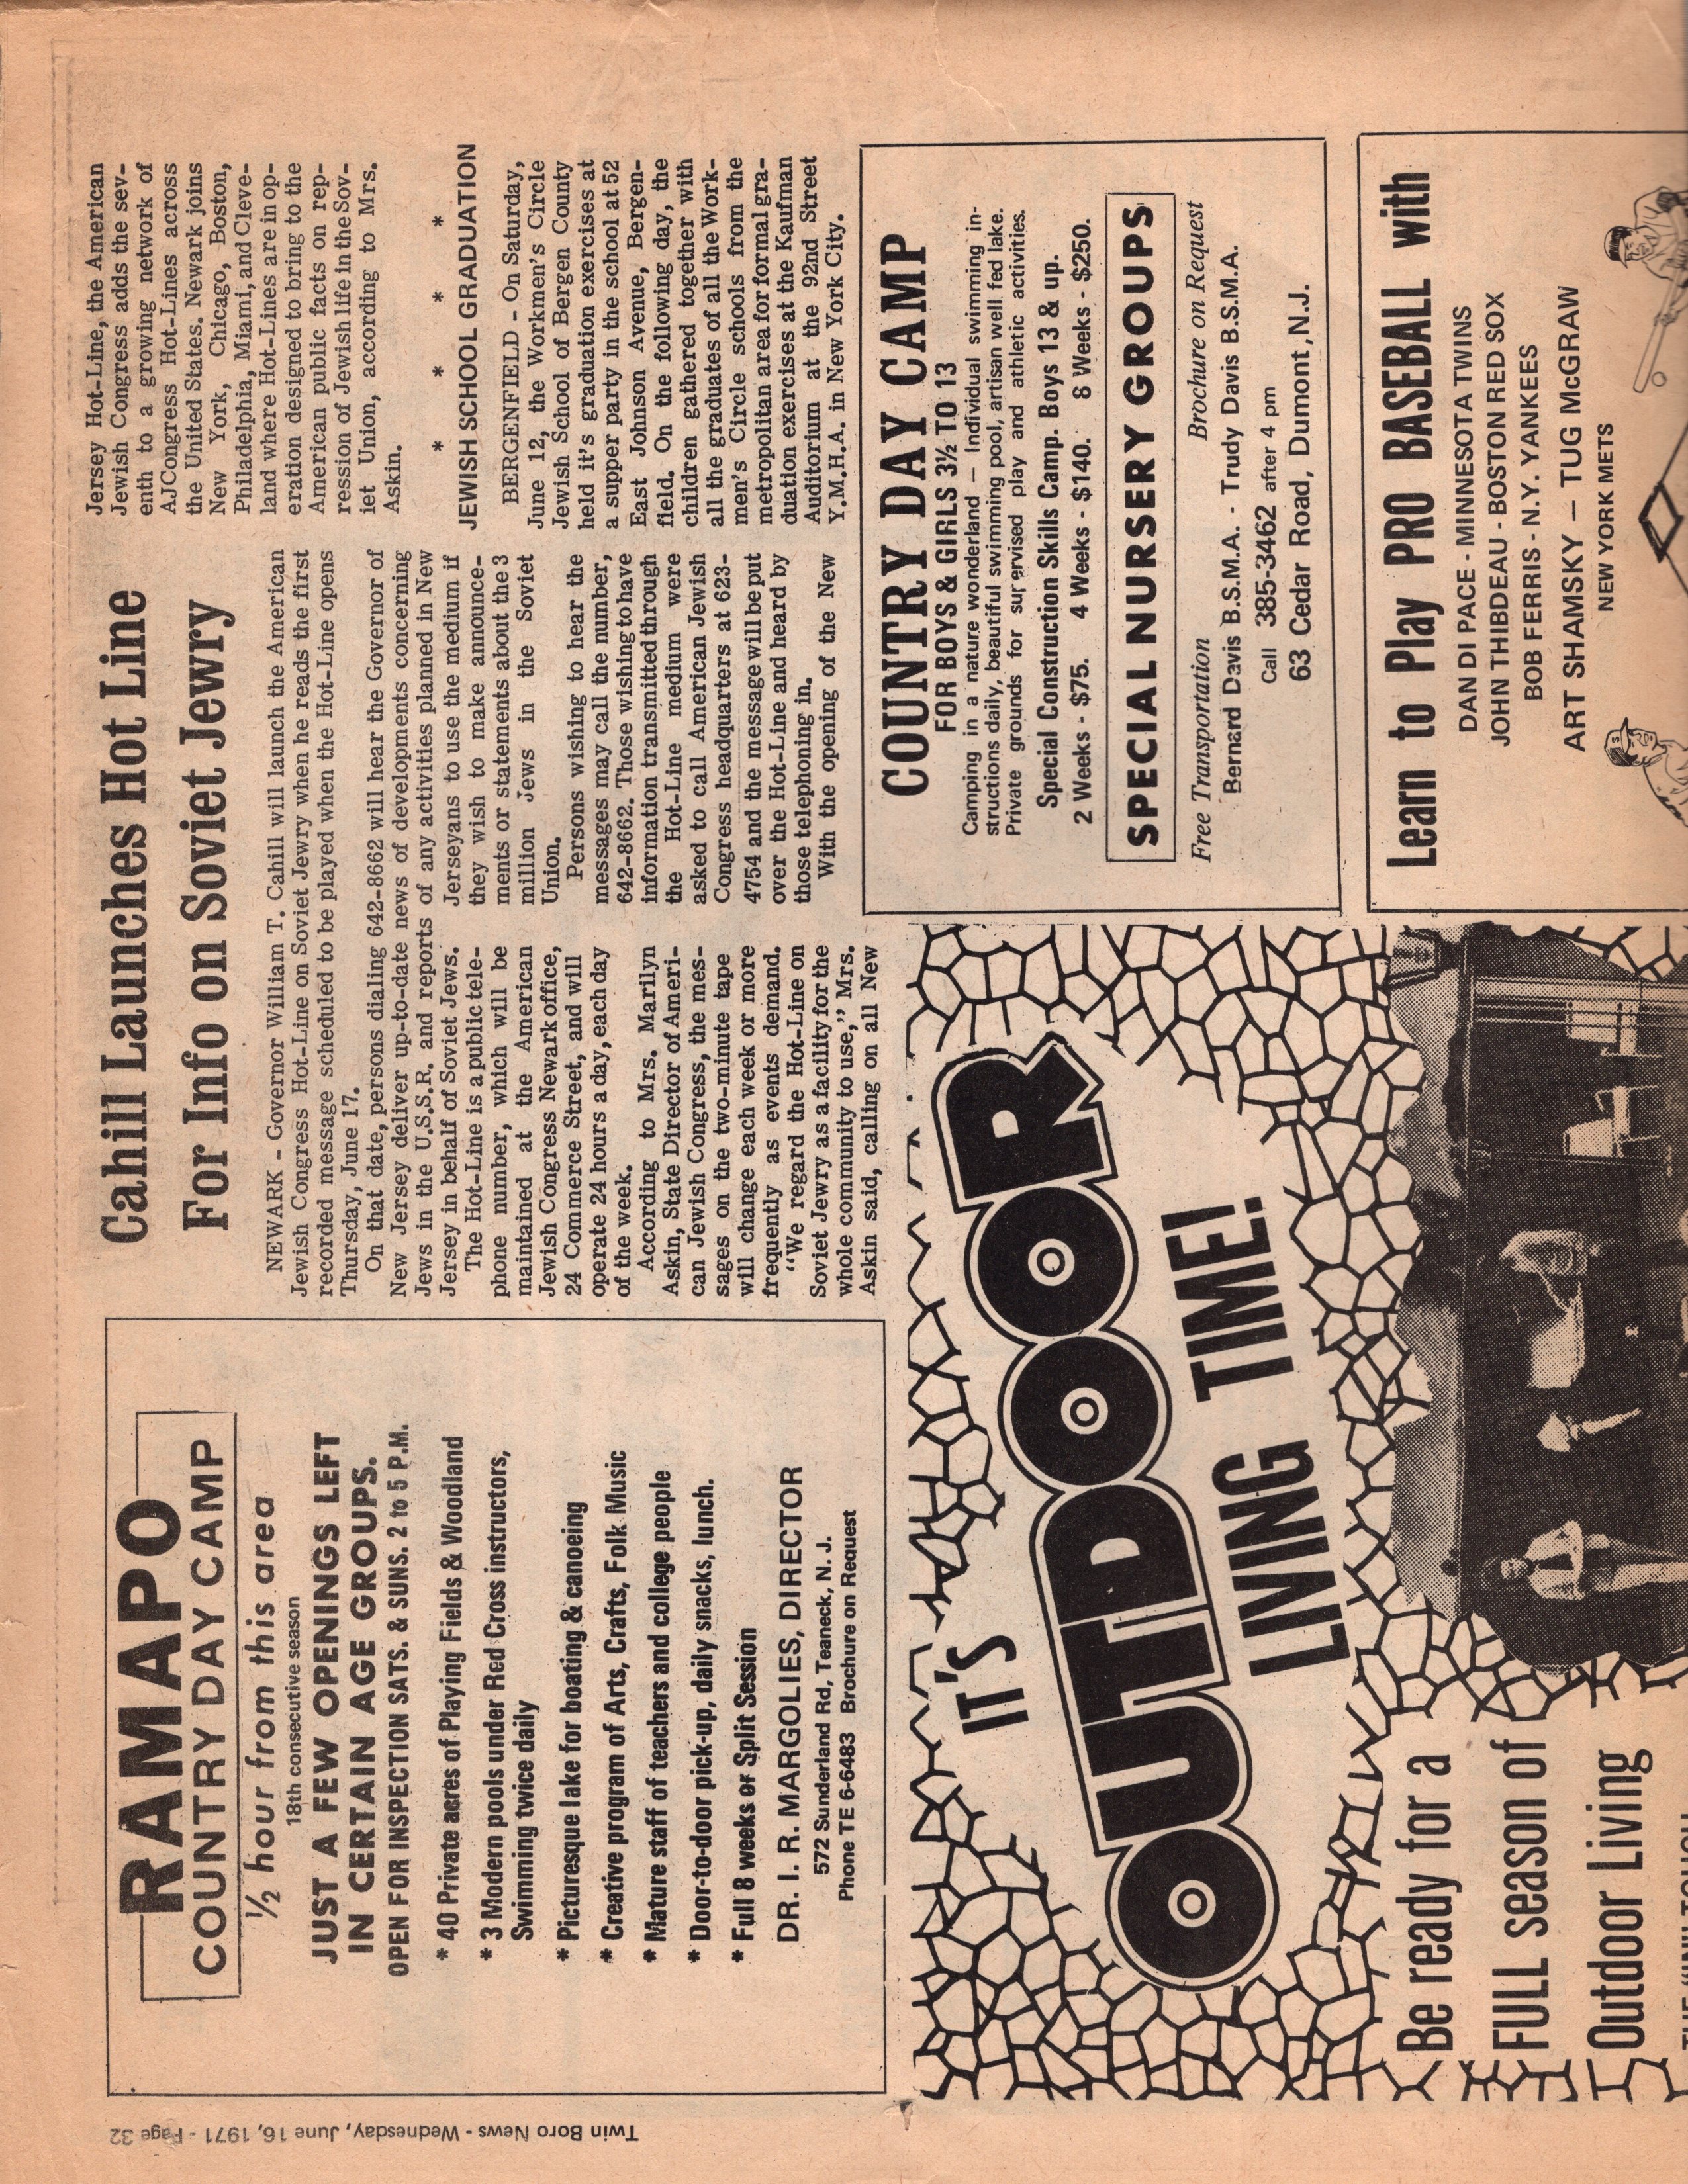 Twin Boro News - Wednesday, June 16, 1971 - Page 32
RAMAPO
COUNTRY DAY CAMP
½ hour from this area
18th consecutive season
JUST A FEW OPENINGS LEFT
IN CERTAIN AGE GROUPS.
OPEN FOR INSPECTION SATS. & SUNS. 2 to 5 P.M.
* 40 Private acres of Playing Fields & Woodland
* 3 Modern pools under Red Cross instructors,
Swimming twice daily
* Picturesque lake for boating & canoeing
* Creative program of Arts, Crafts, Folk Music
* Mature staff of teachers and college people
* Door-to-door pick-up, daily snacks, lunch.
* Full 8 weeks or Split Session
DR. I. R. MARGOLIES, DIRECTOR
572 Sunderland Rd, Teaneck, N. J.
Phone TE 6-6483 Brochure on Request
Cahill Launches Hot Line
For Info on Soviet Jewry
NEWARK - Governor William T. Cahill will launch the American
Jewish Congress Hot-Line on Soviet Jewry when he reads the first
recorded message scheduled to be played when the Hot-Line opens
Thursday, June 17.
On that date, persons dialing 642-8662 will hear the Governor of
New Jersey deliver up-to-date news of developments concerning
Jews in the U.S.S.R. and reports of any activities planned in New
Jersey in behalf of Soviet Jews.
The Hot-Line is a public tele-
phone number, which will be
maintained at the American
Jewish Congress Newark office,
24 Commerce Street, and will
operate 24 hours a day, each day
of the week.
According to Mrs. Marilyn
Askin, State Director of Ameri-
can Jewish Congress, the mes-
sages on the two-minute tape
will change each week or more
frequently as events demand.
"We regard the Hot-Line on
Soviet Jewry as a facility for the
whole community to use," Mrs.
Askin said, calling on all New
Jerseyans to use the medium if
they wish to make announce-
ments or statements about the 3
million Jews in the Soviet
Union.
Persons wishing to hear the
messages may call the number,
642-8662. Those wishing to have
information transmitted through
the Hot-Line medium were
asked to call American Jewish
Congress headquarters at 623-
4754 and the message will be put
over the Hot-Line and heard by
those telephoning in.
With the opening of the New
Jersey Hot-Line, the American
Jewish Congress adds the sev-
enth to a growing network of
AJCongress Hot-Lines across
the United States. Newark joins
New York, Chicago, Boston,
Philadelphia, Miami, and Cleve-
land where Hot-Lines are in op-
eration designed to bring to the
American public facts on rep-
ression of Jewish life in the Sov-
iet Union, according to Mrs.
Askin.
* * * *
JEWISH SCHOOL GRADUATION
BERGENFIELD - On Saturday,
June 12, the Workmen's Circle
Jewish School of Bergen County
held it's graduation exercises at
a supper party in the school at 52
East Johnson Avenue, Bergen-
field. On the following day, the
children gathered together with
all the graduates of all the Work-
men's Circle schools from the
metropolitan area for formal gra-
duation exercises at the Kaufman
Auditorium at the 92nd Street
Y.M.H.A. in New York City.
IT'S
OUTDOOR
LIVING TIME!
Be ready for a
FULL season of
Outdoor Living
COUNTRY DAY CAMP
FOR BOYS & GIRLS 3½ TO 13
Camping in a nature wonderland — Individual swimming in-
structions daily, beautiful swimming pool, artisan well fed lake.
Private grounds for supervised play and athletic activities.
Special Construction Skills Camp. Boys 13 & up.
2 Weeks - $75. 4 Weeks - $140. 8 Weeks - $250.
SPECIAL NURSERY GROUPS
Free Transportation Brochure on Request
Bernard Davis B.S.M.A. - Trudy Davis B.S.M.A.
Call 385-3462 after 4 pm
63 Cedar Road, Dumont, N.J.
Learn to Play PRO BASEBALL with
DAN DI PACE - MINNESOTA TWINS
JOHN THIBDEAU - BOSTON RED SOX
BOB FERRIS - N.Y. YANKEES
ART SHAMSKY — TUG McGRAW
NEW YORK METS